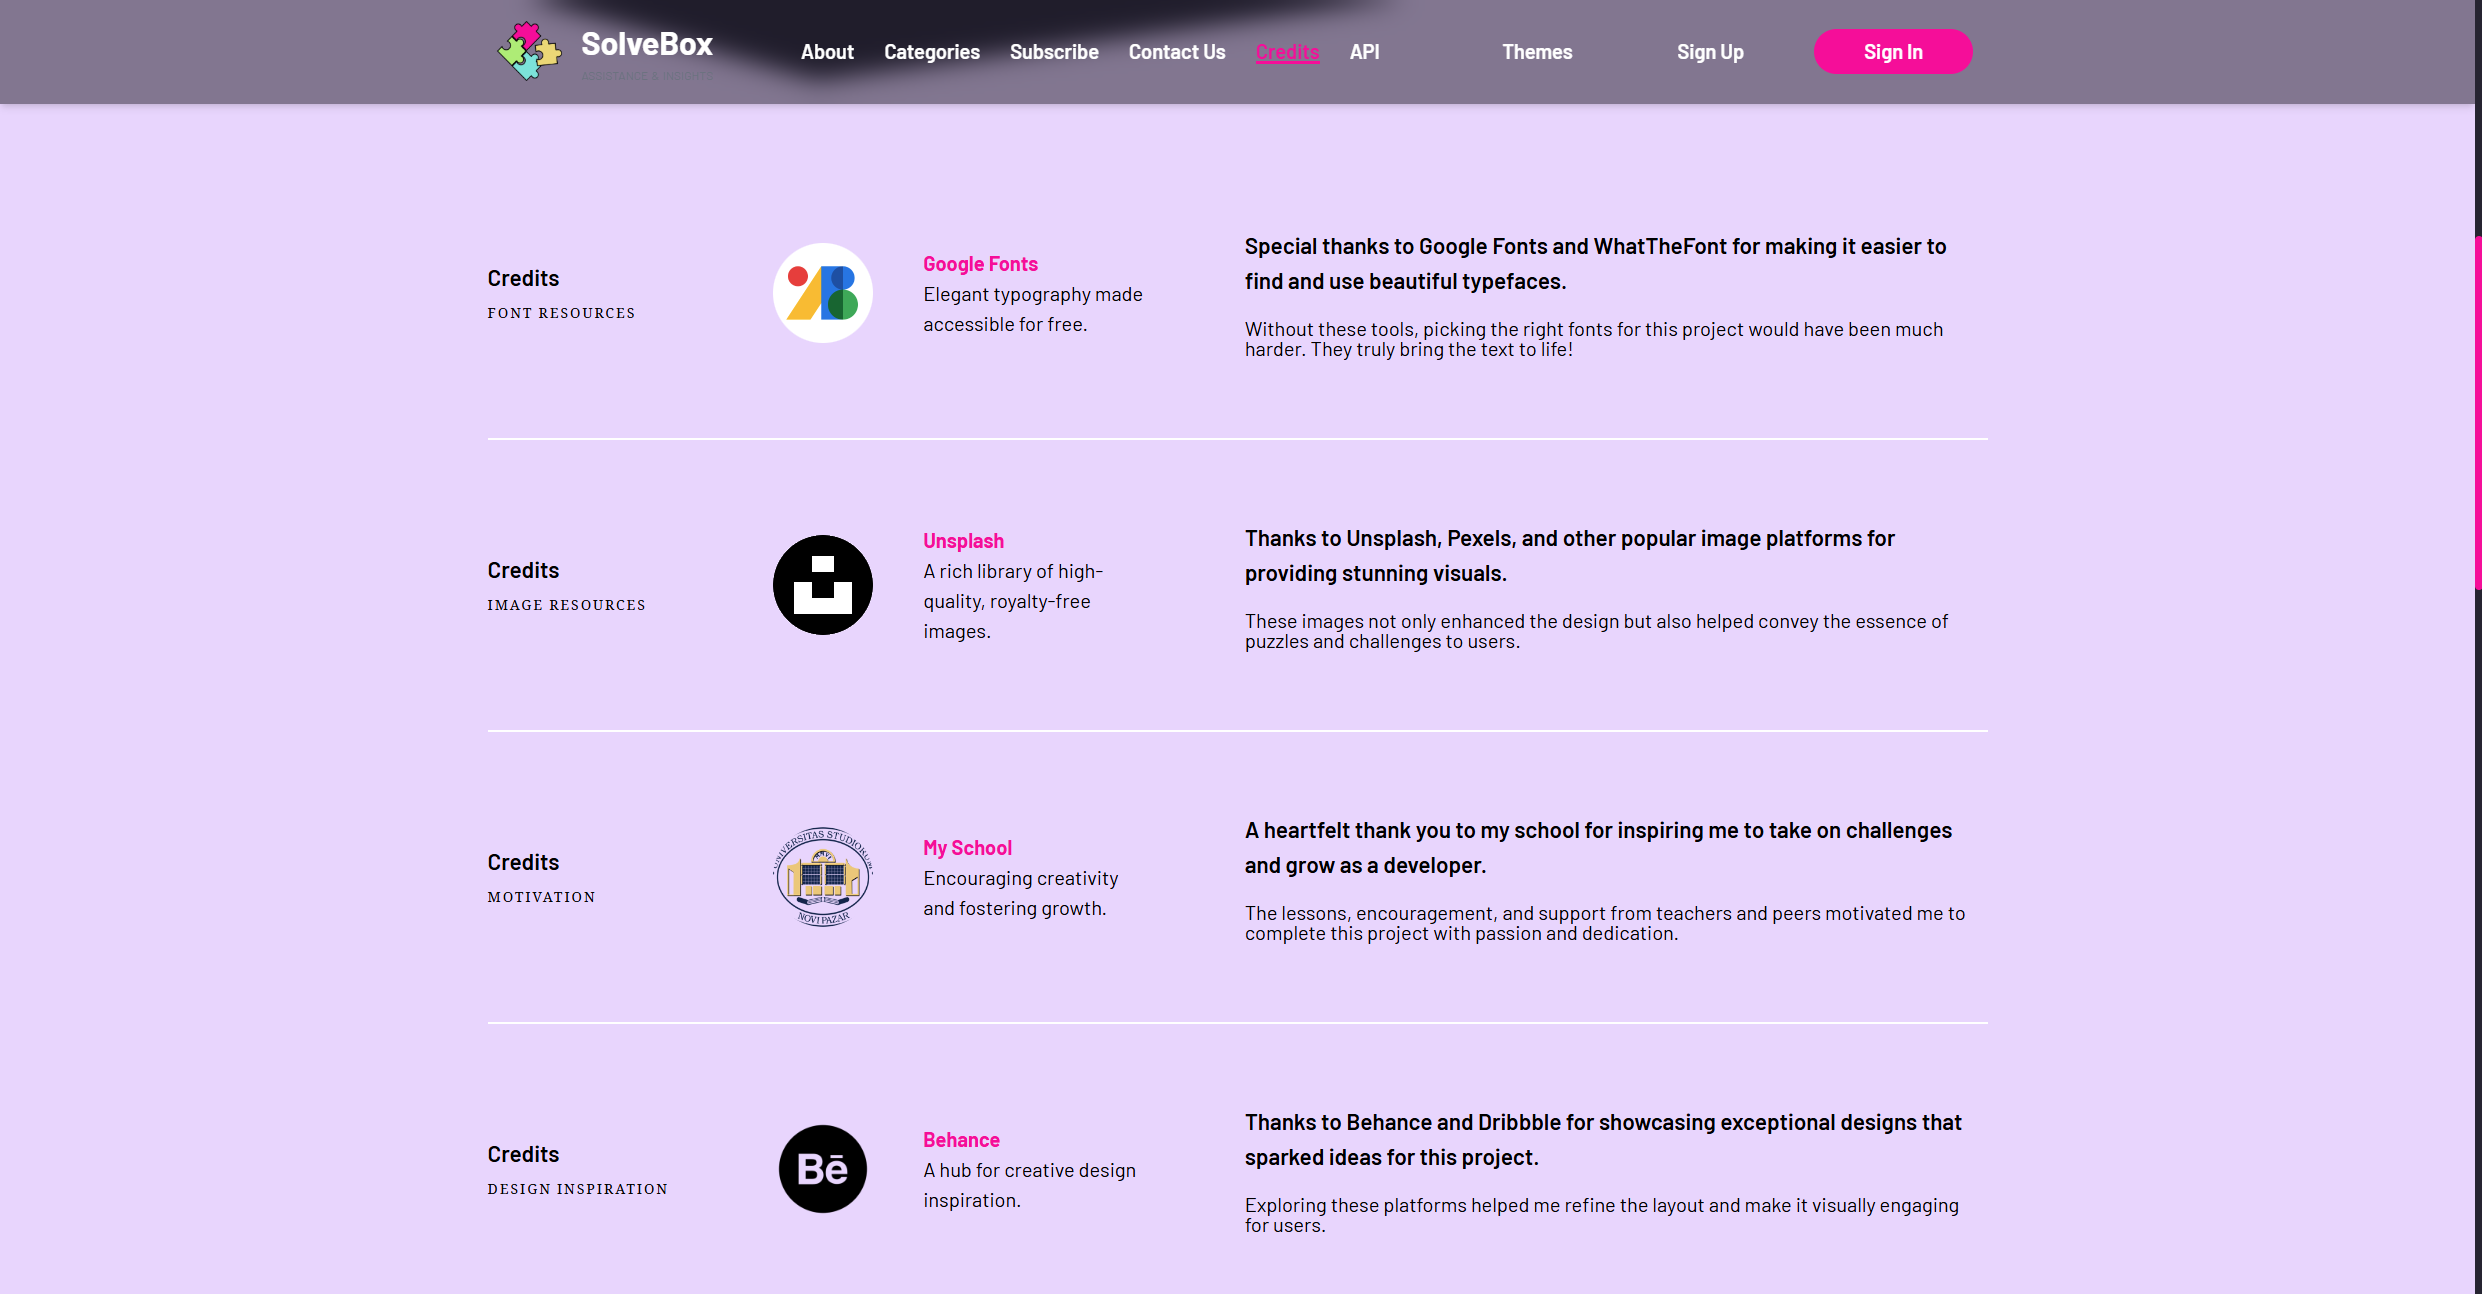 SolveBox
ASSISTANCE & INSIGHTS
About Categories Subscribe Contact Us Credits API Themes Sign Up Sign In
Credits
FONT RESOURCES
Google Fonts
Elegant typography made
accessible for free.
Special thanks to Google Fonts and WhatTheFont for making it easier to
find and use beautiful typefaces.
Without these tools, picking the right fonts for this project would have been much
harder. They truly bring the text to life!
Credits
IMAGE RESOURCES
Unsplash
A rich library of high-
quality, royalty-free
images.
Thanks to Unsplash, Pexels, and other popular image platforms for
providing stunning visuals.
These images not only enhanced the design but also helped convey the essence of
puzzles and challenges to users.
Credits
MOTIVATION
NOVI PAZAR
My School
Encouraging creativity
and fostering growth.
A heartfelt thank you to my school for inspiring me to take on challenges
and grow as a developer.
The lessons, encouragement, and support from teachers and peers motivated me to
complete this project with passion and dedication.
Credits
DESIGN INSPIRATION
Bē
Behance
A hub for creative design
inspiration.
Thanks to Behance and Dribbble for showcasing exceptional designs that
sparked ideas for this project.
Exploring these platforms helped me refine the layout and make it visually engaging
for users.